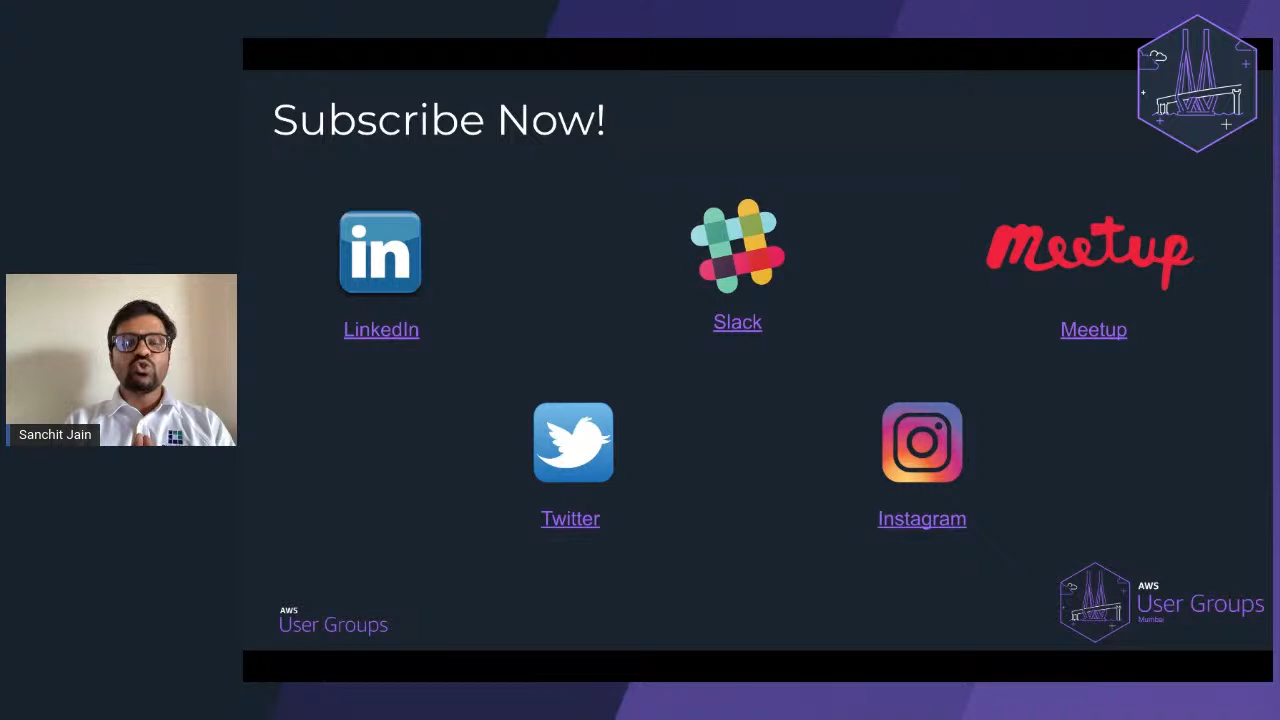 Subscribe Now!
in
meetup
LinkedIn
Slack
Meetup
Sanchit Jain
Twitter
Instagram
AWS
User Groups
AWS
User Groups
Mumbai